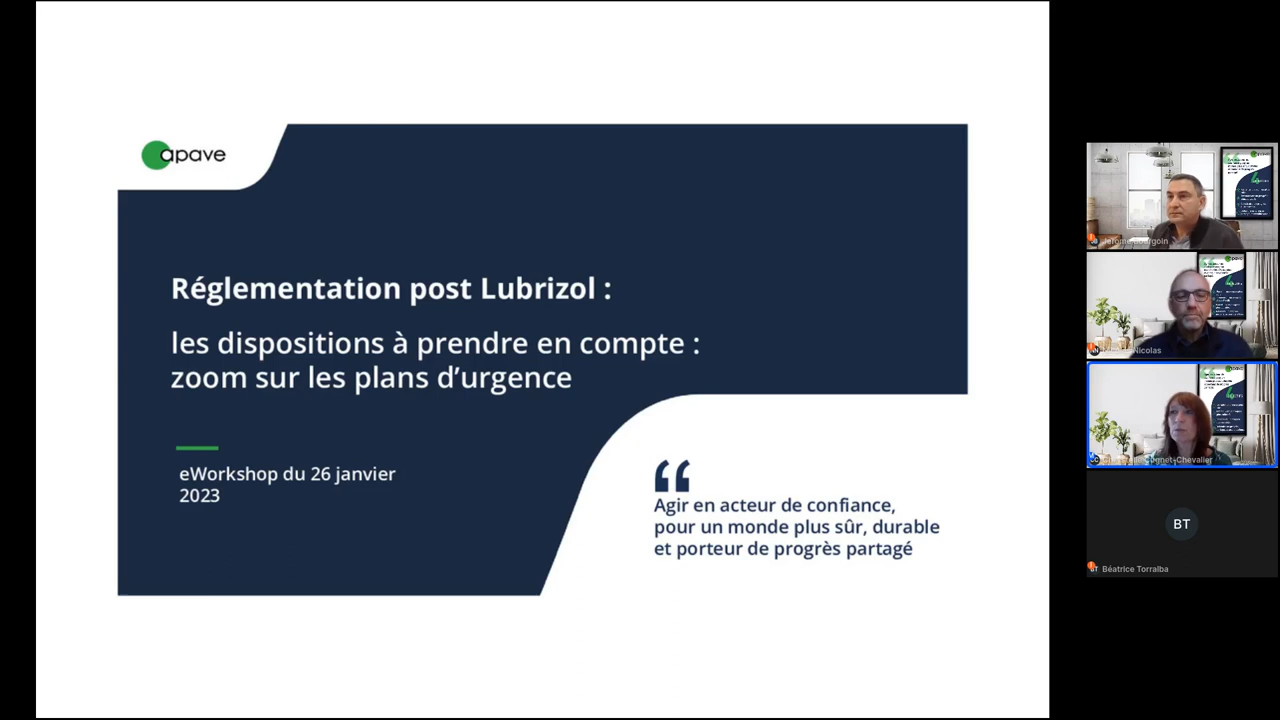 apave
Réglementation post Lubrizol :
les dispositions à prendre en compte :
zoom sur les plans d’urgence
eWorkshop du 26 janvier
2023
Agir en acteur de confiance,
pour un monde plus sûr, durable
et porteur de progrès partagé
apave
Nicolas
BT
Béatrice Torralba